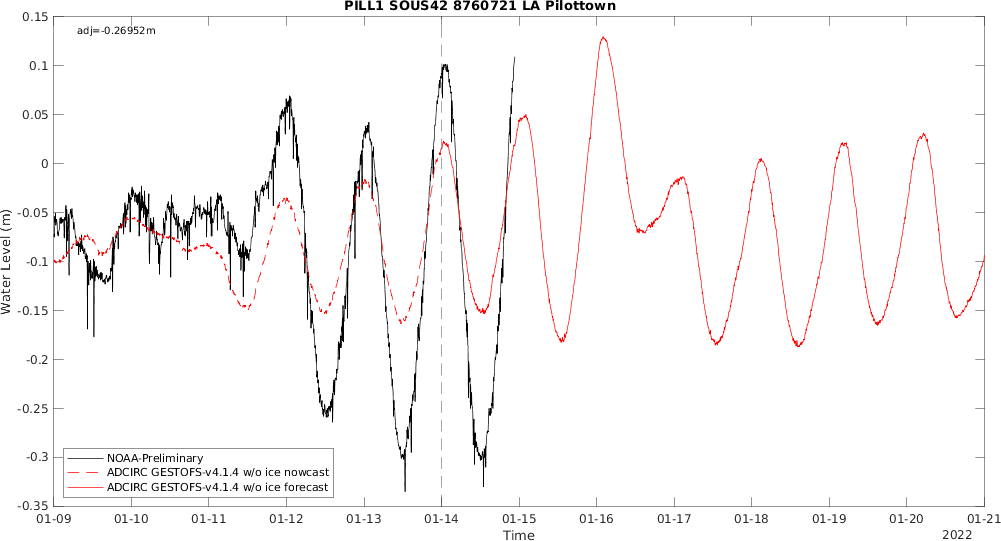 PILL1 SOUS42 8760721 LA Pilottown
adj=-0.26952m
0.15
0.1
0.05
0
-0.05
-0.1
-0.15
-0.2
-0.25
-0.3
-0.35
Water Level (m)
NOAA-Preliminary
ADCIRC GESTOFS-v4.1.4 w/o ice nowcast
ADCIRC GESTOFS-v4.1.4 w/o ice forecast
01-09 01-10 01-11 01-12 01-13 01-14 01-15 01-16 01-17 01-18 01-19 01-20 01-21
Time
2022